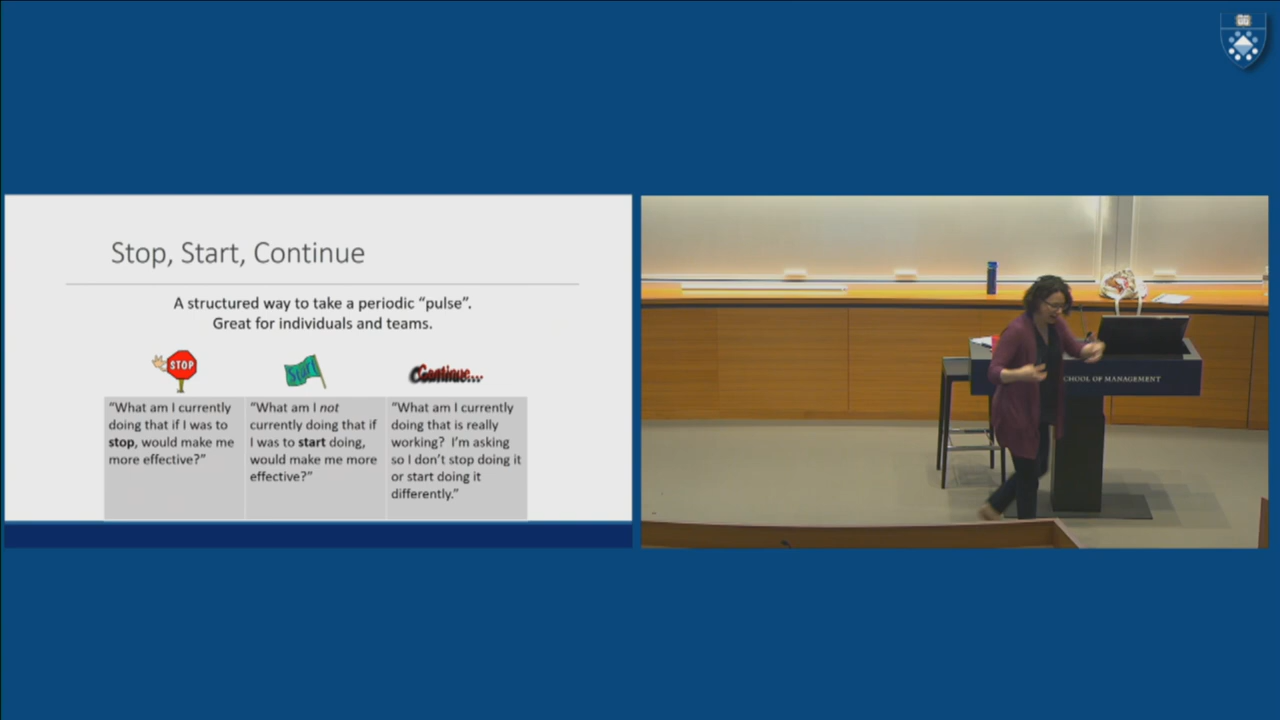 Stop, Start, Continue
A structured way to take a periodic “pulse”.
Great for individuals and teams.
STOP
Start
Continue...
“What am I currently
doing that if I was to
stop, would make me
more effective?”
“What am I not
currently doing that if
I was to start doing,
would make me more
effective?”
“What am I currently
doing that is really
working? I’m asking
so I don’t stop doing it
or start doing it
differently.”
CHOOL OF MANAGEMENT